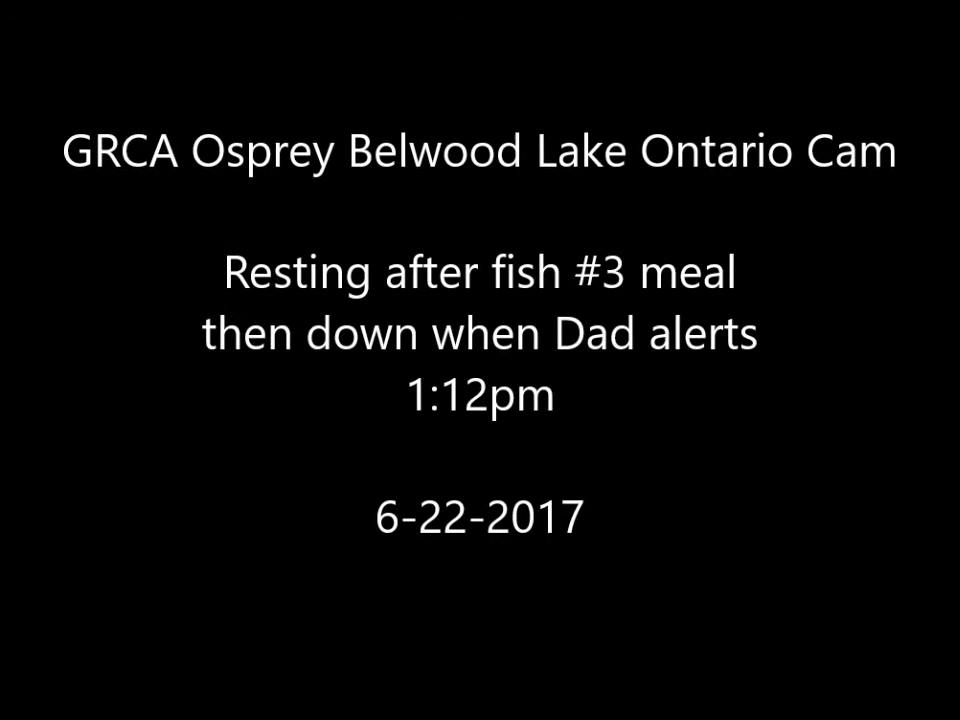 GRCA Osprey Belwood Lake Ontario Cam
Resting after fish #3 meal
then down when Dad alerts
1:12pm
6-22-2017